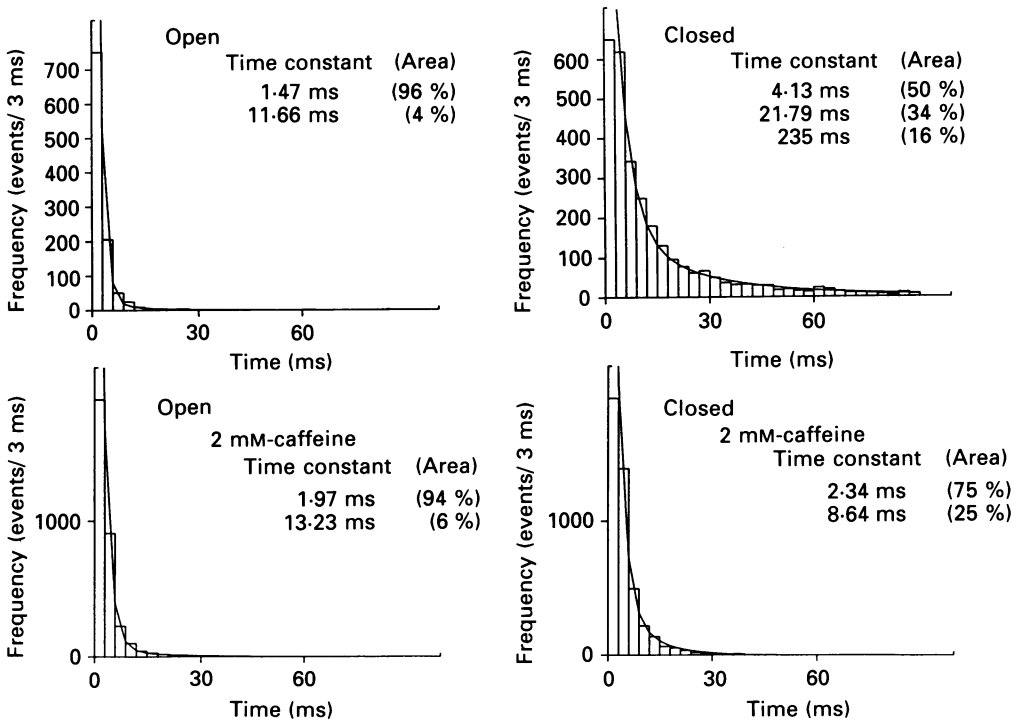 Open
Time constant (Area)
1·47 ms (96 %)
11·66 ms (4 %)
Frequency (events/ 3 ms)
700
600
500
400
300
200
100
0
0 30 60
Time (ms)
Closed
Time constant (Area)
4·13 ms (50 %)
21·79 ms (34 %)
235 ms (16 %)
Frequency (events/ 3 ms)
600
500
400
300
200
100
0
0 30 60
Time (ms)
Open
2 mM-caffeine
Time constant (Area)
1·97 ms (94 %)
13·23 ms (6 %)
Frequency (events/ 3 ms)
1000
0
0 30 60
Time (ms)
Closed
2 mM-caffeine
Time constant (Area)
2·34 ms (75 %)
8·64 ms (25 %)
Frequency (events/ 3 ms)
1000
0
0 30 60
Time (ms)